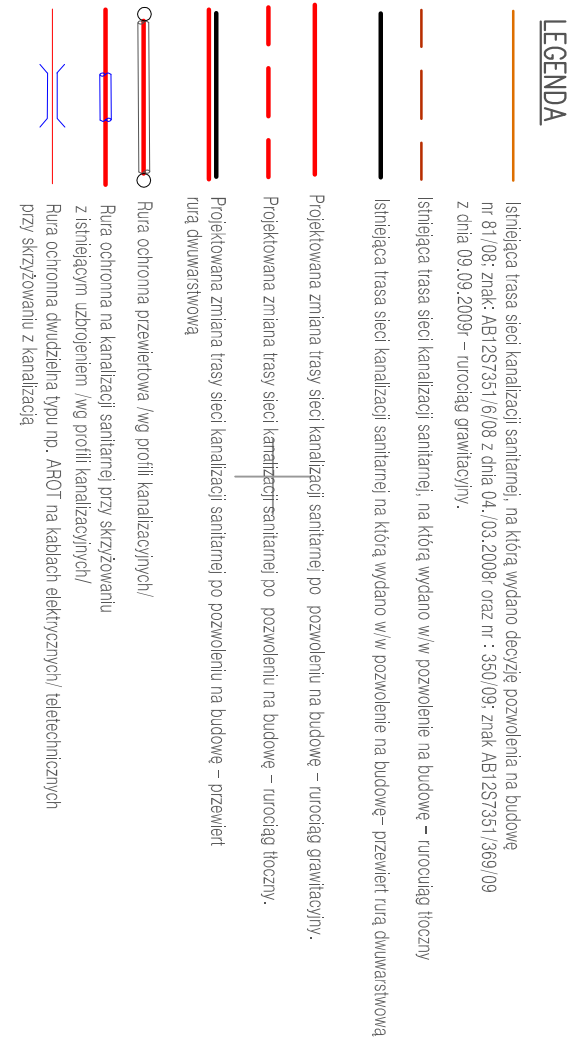 LEGENDA
Istniejąca trasa sieci kanalizacji sanitarnej, na którą wydano decyzję pozwolenia na budowę
nr 81/08; znak: AB12S7351/6/08 z dnia 04./03.2008r oraz nr : 350/09; znak AB12S7351/369/09
z dnia 09.09.2009r – rurociąg grawitacyjny.
Istniejąca trasa sieci kanalizacji sanitarnej, na którą wydano w/w pozwolenie na budowę – rurocuiąg tłoczny
Istniejąca trasa sieci kanalizacji sanitarnej na którą wydano w/w pozwolenie na budowę– przewiert rurą dwuwarstwową
Projektowana zmiana trasy sieci kanalizacji sanitarnej po pozwoleniu na budowę – rurociąg grawitacyjny.
Projektowana zmiana trasy sieci kanalizacji sanitarnej po pozwoleniu na budowę – rurociąg tłoczny.
Projektowana zmiana trasy sieci kanalizacji sanitarnej po pozwoleniu na budowę – przewiert
rurą dwuwarstwową
Rura ochronna przewiertowa /wg profili kanalizacyjnych/
Rura ochronna na kanalizacji sanitarnej przy skrzyżowaniu
z istniejącym uzbrojeniem /wg profili kanalizacyjnych/
Rura ochronna dwudzielna typu np. AROT na kablach elektrycznych/ teletechnicznych
przy skrzyżowaniu z kanalizacją